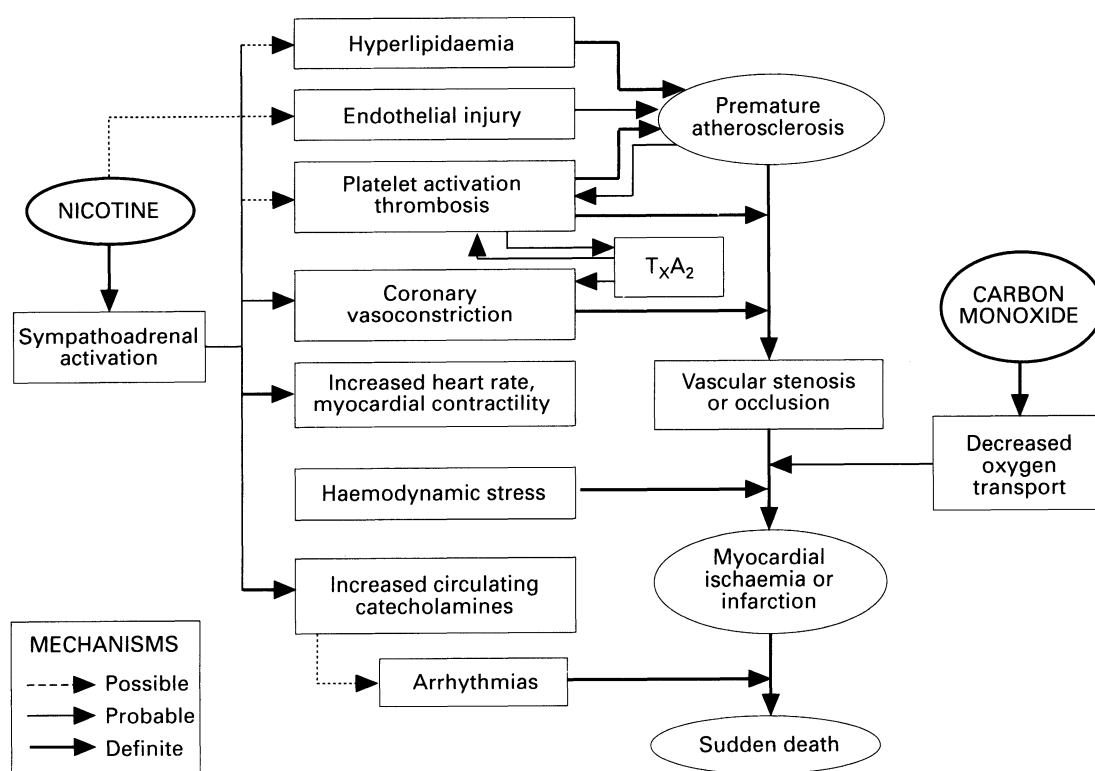 Hyperlipidaemia
Endothelial injury
Platelet activation
thrombosis
Premature
atherosclerosis
NICOTINE
Sympathoadrenal
activation
TXA2
Coronary
vasoconstriction
CARBON
MONOXIDE
Increased heart rate,
myocardial contractility
Vascular stenosis
or occlusion
Decreased
oxygen
transport
Haemodynamic stress
Myocardial
ischaemia or
infarction
Increased circulating
catecholamines
Arrhythmias
Sudden death
MECHANISMS
Possible
Probable
Definite